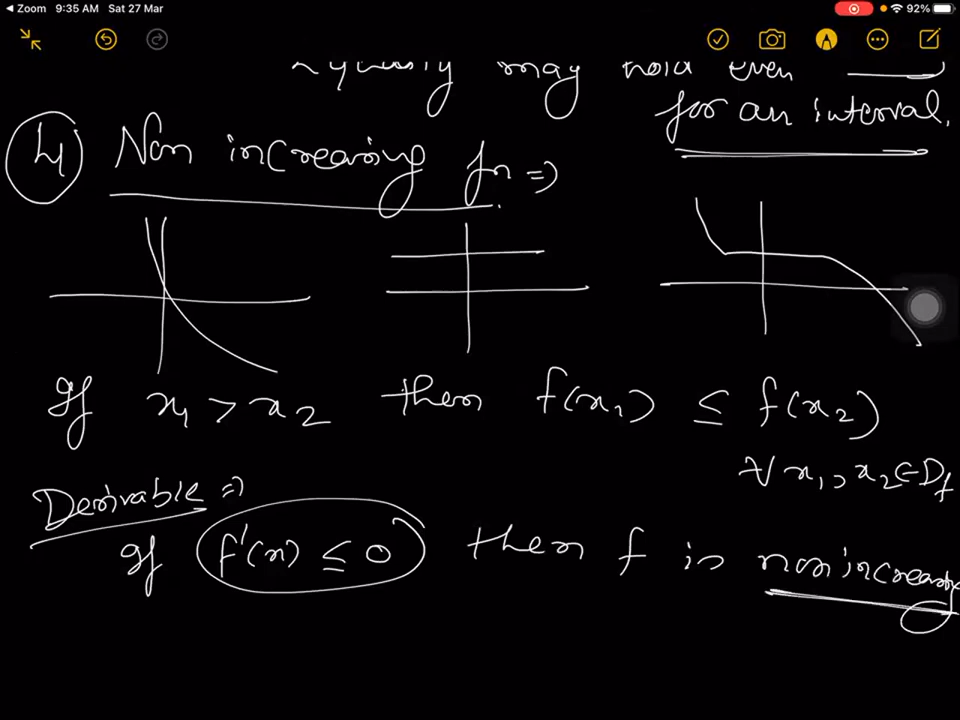 Zoom 9:35 AM Sat 27 Mar 92%
may hold even
for an interval.
4 Non increasing fn ⇒
If x₁ > x₂ then f(x₁) ≤ f(x₂)
∀ x₁, x₂ ∈ D_f
Derivable ⇒
If f'(x) ≤ 0 then f is non increasing